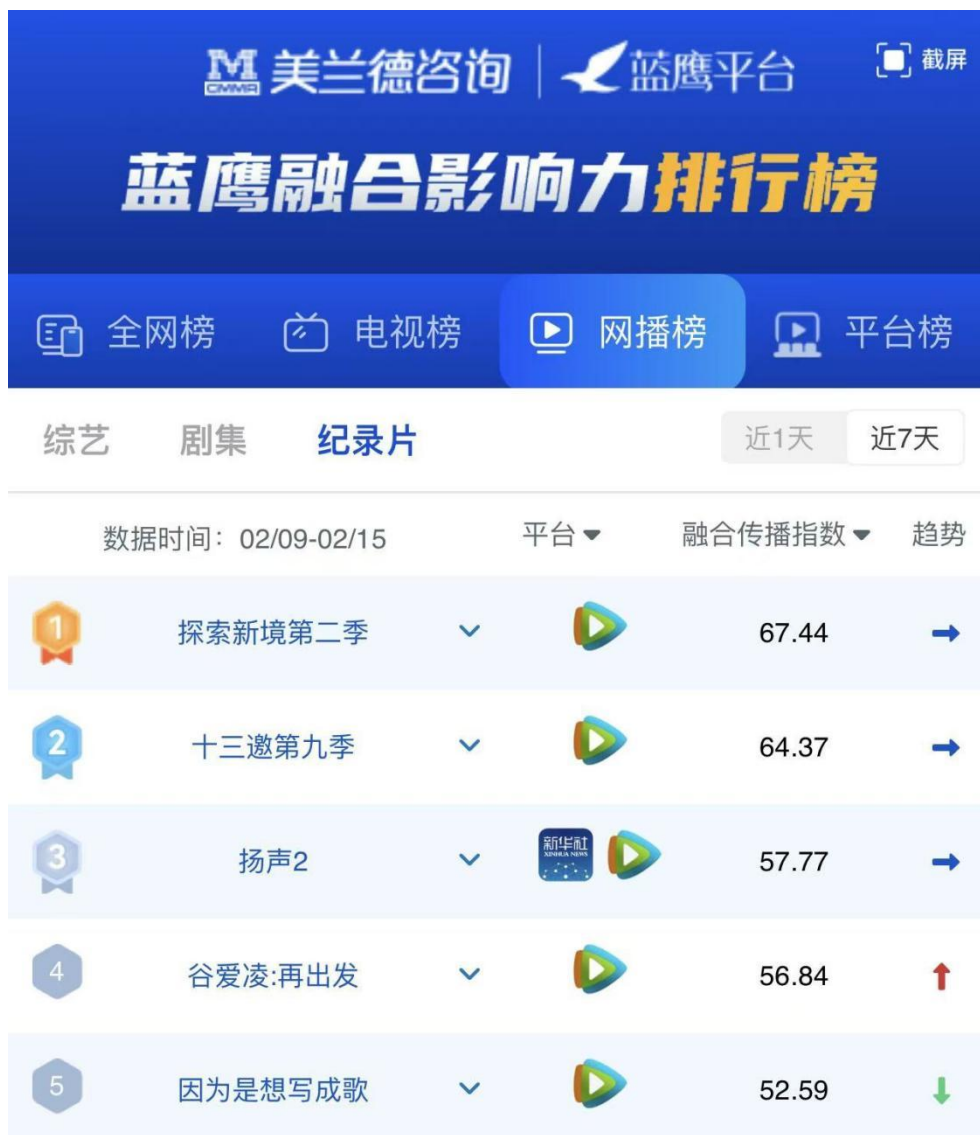 CMMR 美兰德咨询 蓝鹰平台 截屏
蓝鹰融合影响力排行榜
全网榜 电视榜 网播榜 平台榜
综艺 剧集 纪录片 近1天 近7天
数据时间：02/09-02/15 平台 融合传播指数 趋势
1 探索新境第二季 67.44
2 十三邀第九季 64.37
3 扬声2 新华社 XINHUA NEWS 57.77
4 谷爱凌:再出发 56.84
5 因为是想写成歌 52.59